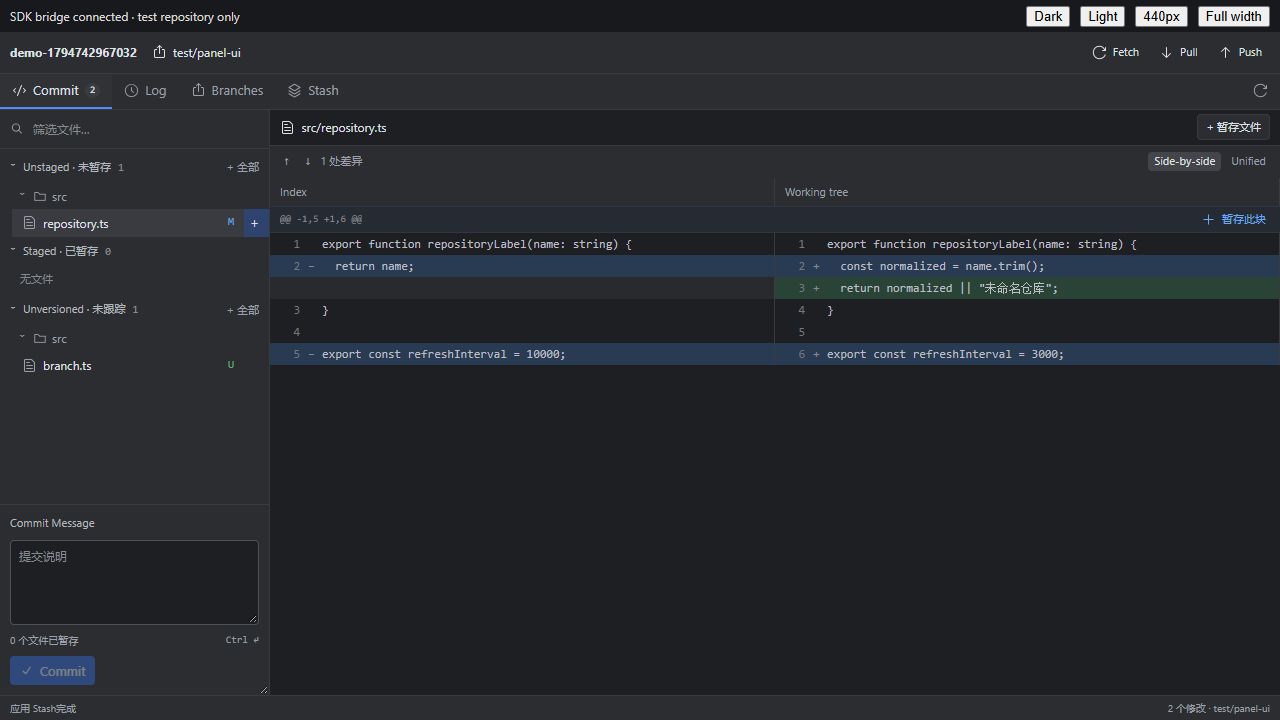 SDK bridge connected · test repository only Dark Light 440px Full width
demo-1794742967032 test/panel-ui Fetch Pull Push
Commit 2 Log Branches Stash
筛选文件...
Unstaged · 未暂存 1 + 全部
src
repository.ts M +
Staged · 已暂存 0
无文件
Unversioned · 未跟踪 1 + 全部
src
branch.ts U
Commit Message
提交说明
0 个文件已暂存 Ctrl ↵
✓ Commit
src/repository.ts + 暂存文件
↑ ↓ 1 处差异 Side-by-side Unified
Index Working tree
@@ -1,5 +1,6 @@ + 暂存此块
1 export function repositoryLabel(name: string) { 1 export function repositoryLabel(name: string) {
2 - return name; 2 + const normalized = name.trim();
3 + return normalized || "未命名仓库";
3 } 4 }
4 5
5 - export const refreshInterval = 10000; 6 + export const refreshInterval = 3000;
应用 Stash完成 2 个修改 · test/panel-ui